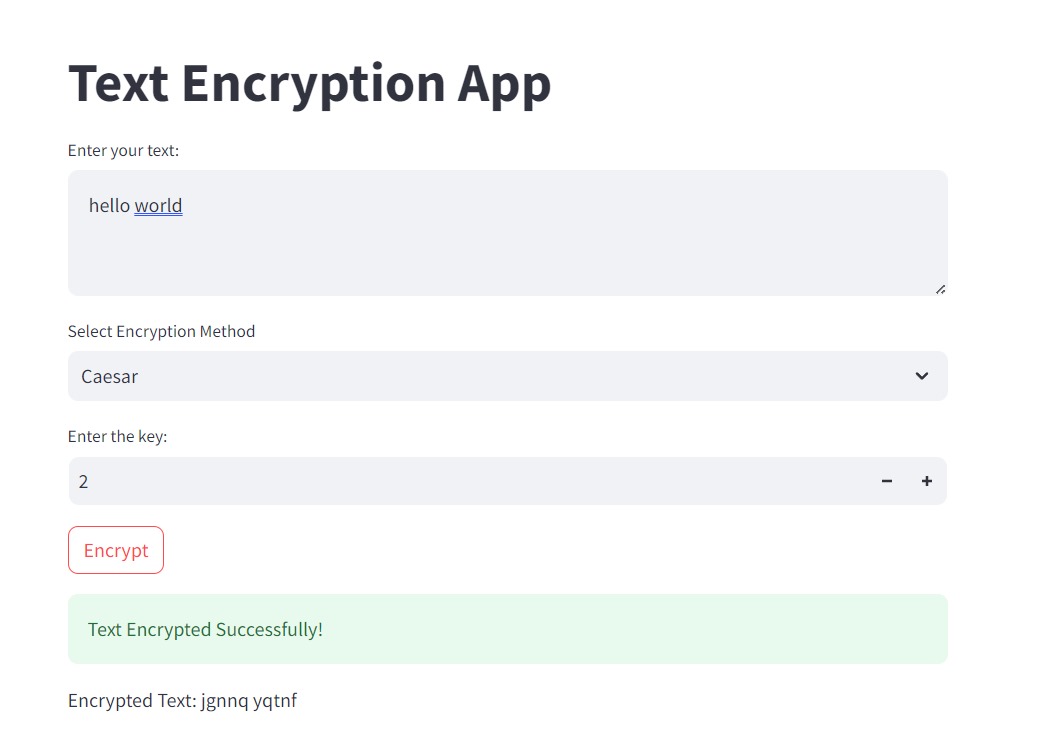 Text Encryption App
Enter your text:
hello world
Select Encryption Method
Caesar
Enter the key:
2
Encrypt
Text Encrypted Successfully!
Encrypted Text: jgnnq yqtnf